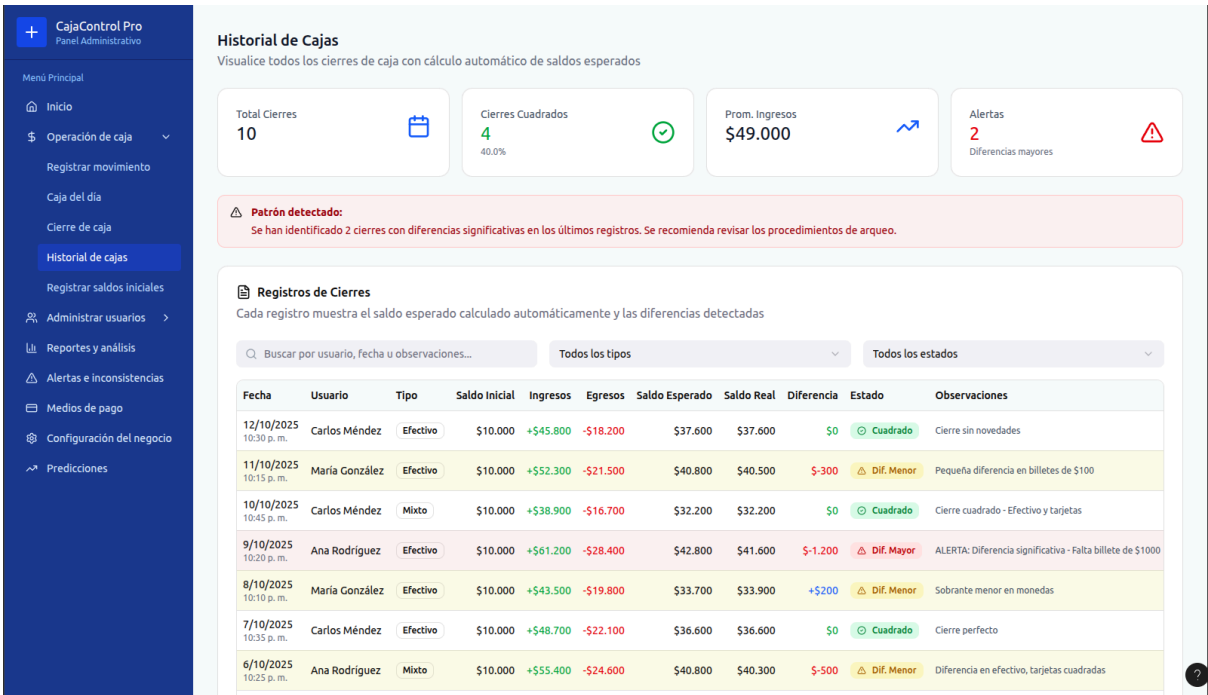 CajaControl Pro
Panel Administrativo
Menú Principal
Inicio
Operación de caja
Registrar movimiento
Caja del día
Cierre de caja
Historial de cajas
Registrar saldos iniciales
Administrar usuarios
Reportes y análisis
Alertas e inconsistencias
Medios de pago
Configuración del negocio
Predicciones
Historial de Cajas
Visualice todos los cierres de caja con cálculo automático de saldos esperados
Total Cierres
10
Cierres Cuadrados
4
40.0%
Prom. Ingresos
$49.000
Alertas
2
Diferencias mayores
Patrón detectado:
Se han identificado 2 cierres con diferencias significativas en los últimos registros. Se recomienda revisar los procedimientos de arqueo.
Registros de Cierres
Cada registro muestra el saldo esperado calculado automáticamente y las diferencias detectadas
Buscar por usuario, fecha u observaciones... Todos los tipos Todos los estados
Fecha Usuario Tipo Saldo Inicial Ingresos Egresos Saldo Esperado Saldo Real Diferencia Estado Observaciones
12/10/2025 Carlos Méndez Efectivo $10.000 +$45.800 -$18.200 $37.600 $37.600 $0 Cuadrado Cierre sin novedades
10:30 p. m.
11/10/2025 María González Efectivo $10.000 +$52.300 -$21.500 $40.800 $40.500 $-300 Dif. Menor Pequeña diferencia en billetes de $100
10:15 p. m.
10/10/2025 Carlos Méndez Mixto $10.000 +$38.900 -$16.700 $32.200 $32.200 $0 Cuadrado Cierre cuadrado - Efectivo y tarjetas
10:45 p. m.
9/10/2025 Ana Rodríguez Efectivo $10.000 +$61.200 -$28.400 $42.800 $41.600 $-1.200 Dif. Mayor ALERTA: Diferencia significativa - Falta billete de $1000
10:20 p. m.
8/10/2025 María González Efectivo $10.000 +$43.500 -$19.800 $33.700 $33.900 +$200 Dif. Menor Sobrante menor en monedas
10:10 p. m.
7/10/2025 Carlos Méndez Efectivo $10.000 +$48.700 -$22.100 $36.600 $36.600 $0 Cuadrado Cierre perfecto
10:35 p. m.
6/10/2025 Ana Rodríguez Mixto $10.000 +$55.400 -$24.600 $40.800 $40.300 $-500 Dif. Menor Diferencia en efectivo, tarjetas cuadradas
10:25 p. m.
?